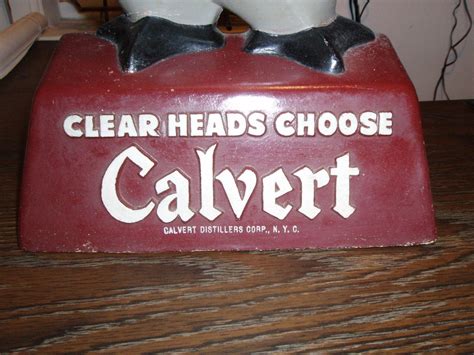 CLEAR HEADS CHOOSE
Calvert
CALVERT DISTILLERS CORP., N. Y. C.